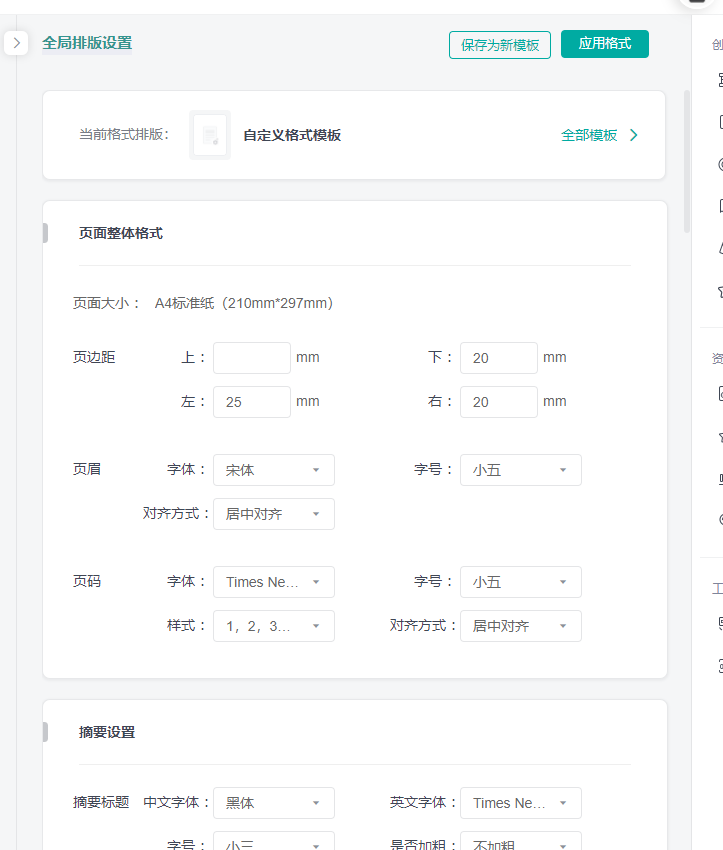 全局排版设置 保存为新模板 应用格式
当前格式排版： 自定义格式模板 全部模板
页面整体格式
页面大小： A4标准纸（210mm*297mm）
页边距 上： mm 下： 20 mm
左： 25 mm 右： 20 mm
页眉 字体： 宋体 字号： 小五
对齐方式： 居中对齐
页码 字体： Times Ne... 字号： 小五
样式： 1，2，3... 对齐方式： 居中对齐
摘要设置
摘要标题 中文字体： 黑体 英文字体： Times Ne...
字号： 小三 是否加粗： 不加粗